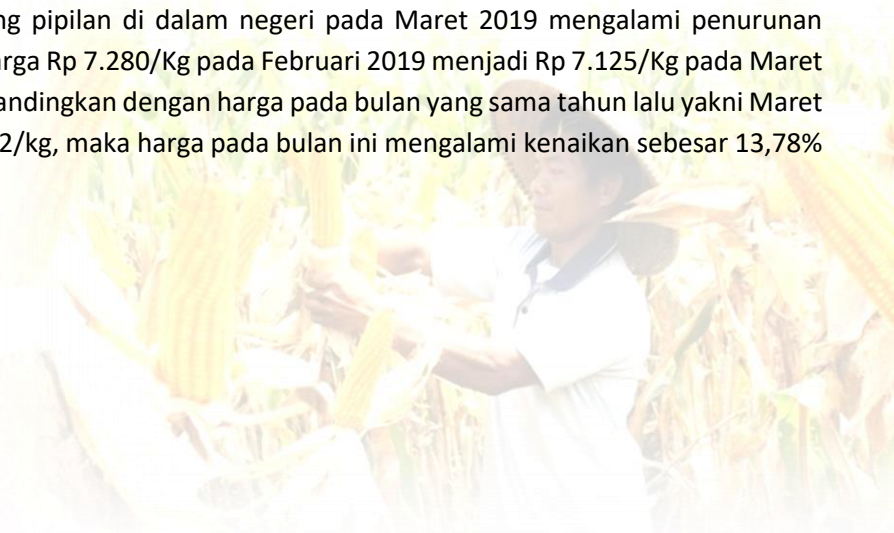 ng pipilan di dalam negeri pada Maret 2019 mengalami penurunan
arga Rp 7.280/Kg pada Februari 2019 menjadi Rp 7.125/Kg pada Maret
andingkan dengan harga pada bulan yang sama tahun lalu yakni Maret
2/kg, maka harga pada bulan ini mengalami kenaikan sebesar 13,78%